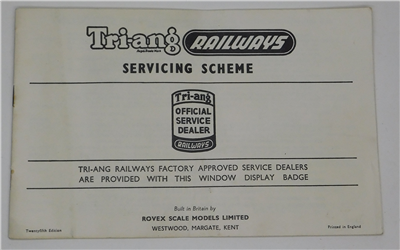 Tri-ang RAILWAYS
SERVICING SCHEME
Tri-ang
OFFICIAL
SERVICE
DEALER
RAILWAYS
TRI-ANG RAILWAYS FACTORY APPROVED SERVICE DEALERS
ARE PROVIDED WITH THIS WINDOW DISPLAY BADGE
Built in Britain by
ROVEX SCALE MODELS LIMITED
WESTWOOD, MARGATE, KENT
Twentyfifth Edition
Printed in England